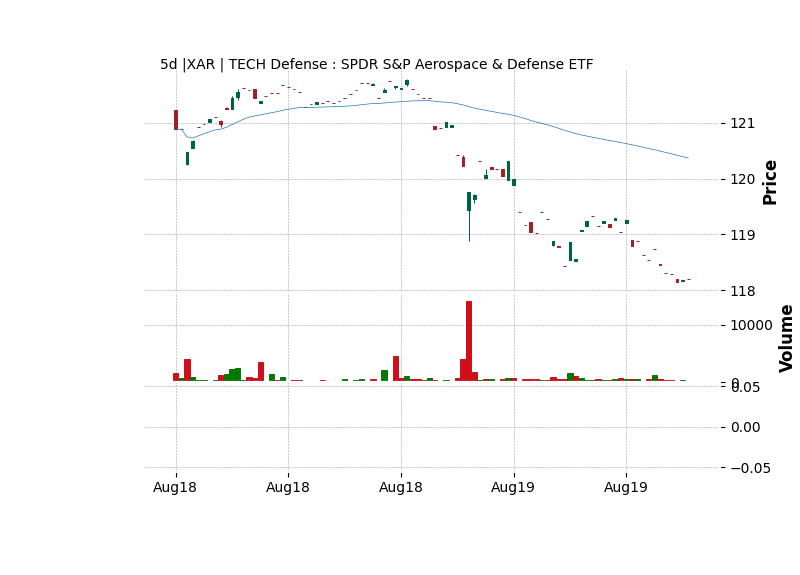 5d |XAR | TECH Defense : SPDR S&P Aerospace & Defense ETF
121
120
119
118
Price
10000
0
Volume
0.05
0.00
−0.05
Aug18 Aug18 Aug18 Aug19 Aug19